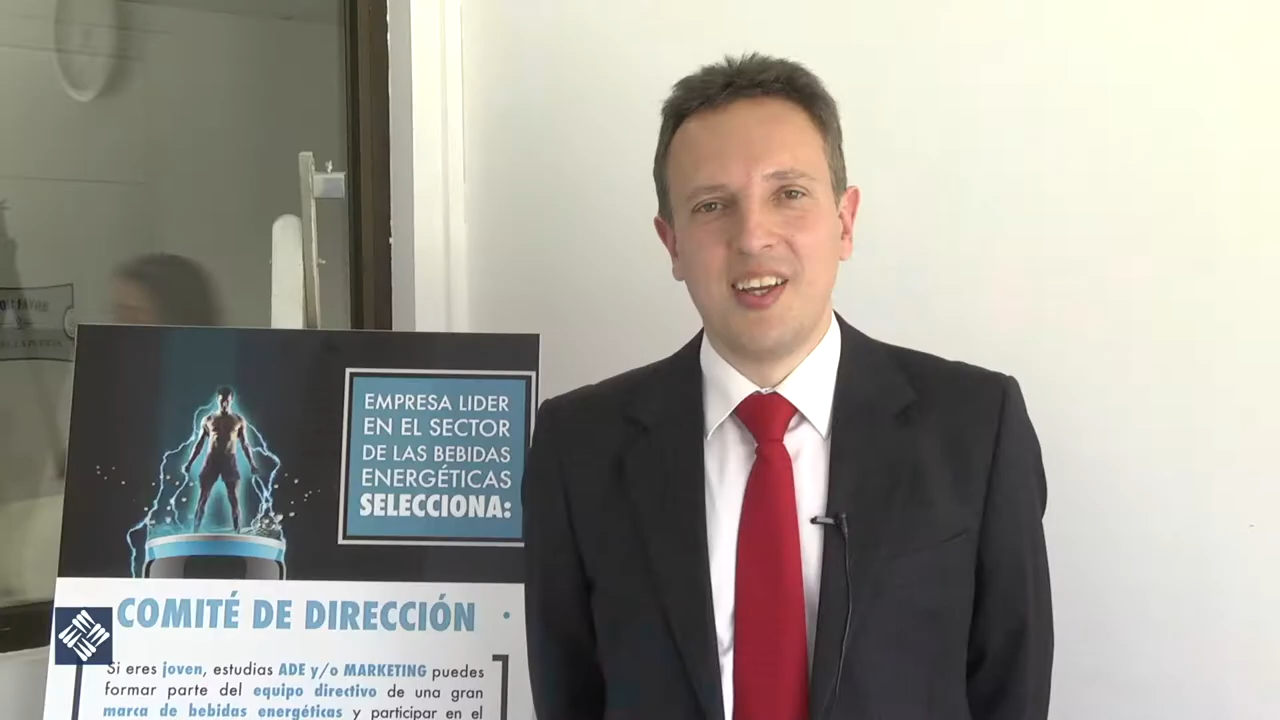 EMPRESA LIDER
EN EL SECTOR
DE LAS BEBIDAS
ENERGÉTICAS
SELECCIONA:
COMITÉ DE DIRECCIÓN
Si eres joven, estudias ADE y/o MARKETING puedes
formar parte del equipo directivo de una gran
marca de bebidas energéticas y participar en el